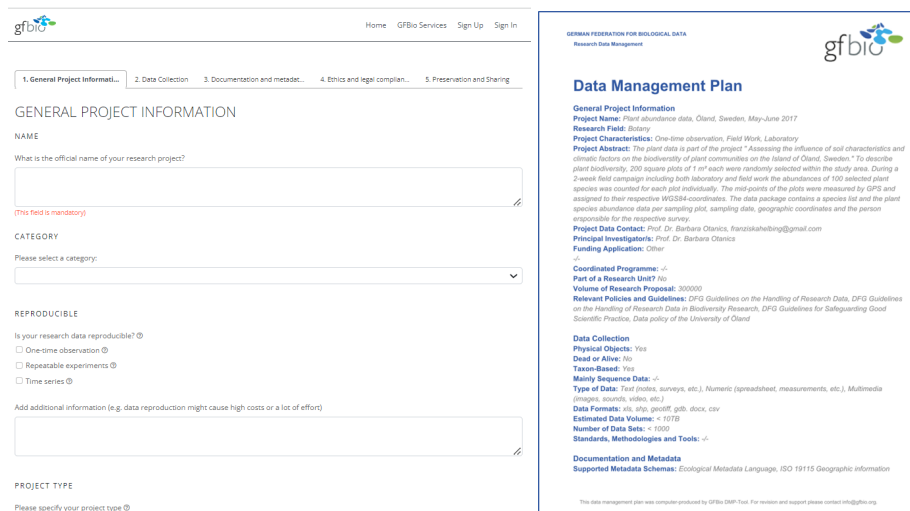 gfbio
Home GFBio Services Sign Up Sign In
1. General Project Informati... 2. Data Collection 3. Documentation and metadat... 4. Ethics and legal complian... 5. Preservation and Sharing
GENERAL PROJECT INFORMATION
NAME
What is the official name of your research project?
(This field is mandatory)
CATEGORY
Please select a category:
REPRODUCIBLE
Is your research data reproducible?
One-time observation
Repeatable experiments
Time series
Add additional information (e.g. data reproduction might cause high costs or a lot of effort)
PROJECT TYPE
Please specify your project type
GERMAN FEDERATION FOR BIOLOGICAL DATA
Research Data Management
gfbio
Data Management Plan
General Project Information
Project Name: Plant abundance data, Öland, Sweden, May-June 2017
Research Field: Botany
Project Characteristics: One-time observation, Field Work, Laboratory
Project Abstract: The plant data is part of the project " Assessing the influence of soil characteristics and
climatic factors on the biodiverstiy of plant communities on the Island of Öland, Sweden." To describe
plant biodiversity, 200 square plots of 1 m² each were randomly selected within the study area. During a
2-week field campaign including both laboratory and field work the abundances of 100 selected plant
species was counted for each plot individually. The mid-points of the plots were measured by GPS and
assigned to their respective WGS84-coordinates. The data package contains a species list and the plant
species abundance data per sampling plot, sampling date, geographic coordinates and the person
ersponsible for the respective survey.
Project Data Contact: Prof. Dr. Barbara Otanics, franziskahelbing@gmail.com
Principal Investigator/s: Prof. Dr. Barbara Otanics
Funding Application: Other
-/-
Coordinated Programme: -/-
Part of a Research Unit? No
Volume of Research Proposal: 300000
Relevant Policies and Guidelines: DFG Guidelines on the Handling of Research Data, DFG Guidelines
on the Handling of Research Data in Biodiversity Research, DFG Guidelines for Safeguarding Good
Scientific Practice, Data policy of the University of Öland
Data Collection
Physical Objects: Yes
Dead or Alive: No
Taxon-Based: Yes
Mainly Sequence Data: -/-
Type of Data: Text (notes, surveys, etc.), Numeric (spreadsheet, measurements, etc.), Multimedia
(images, sounds, video, etc.)
Data Formats: xls, shp, geotiff, gdb. docx, csv
Estimated Data Volume: < 10TB
Number of Data Sets: < 1000
Standards, Methodologies and Tools: -/-
Documentation and Metadata
Supported Metadata Schemas: Ecological Metadata Language, ISO 19115 Geographic information
This data management plan was computer-produced by GFBio DMP-Tool. For revision and support please contact info@gfbio.org.